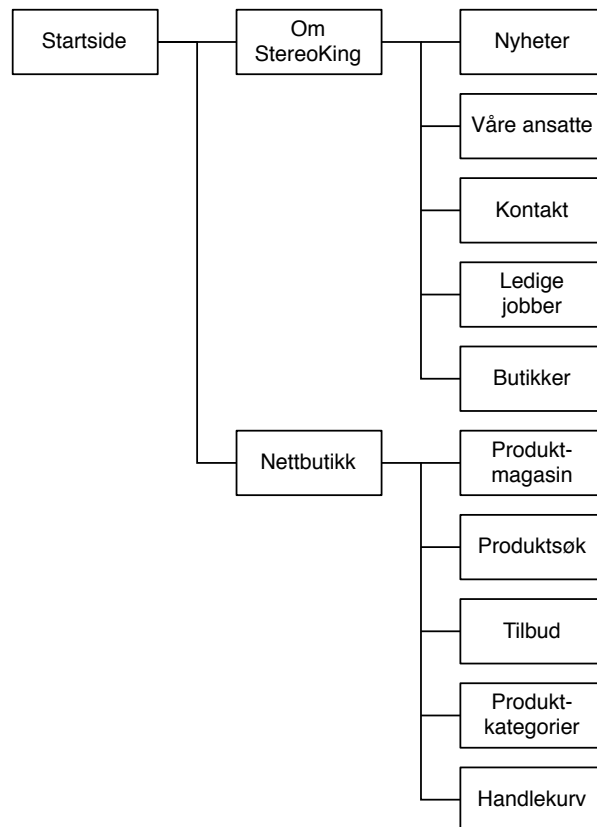 Startside
Om
StereoKing
Nyheter
Våre ansatte
Kontakt
Ledige
jobber
Butikker
Nettbutikk
Produkt-
magasin
Produktsøk
Tilbud
Produkt-
kategorier
Handlekurv